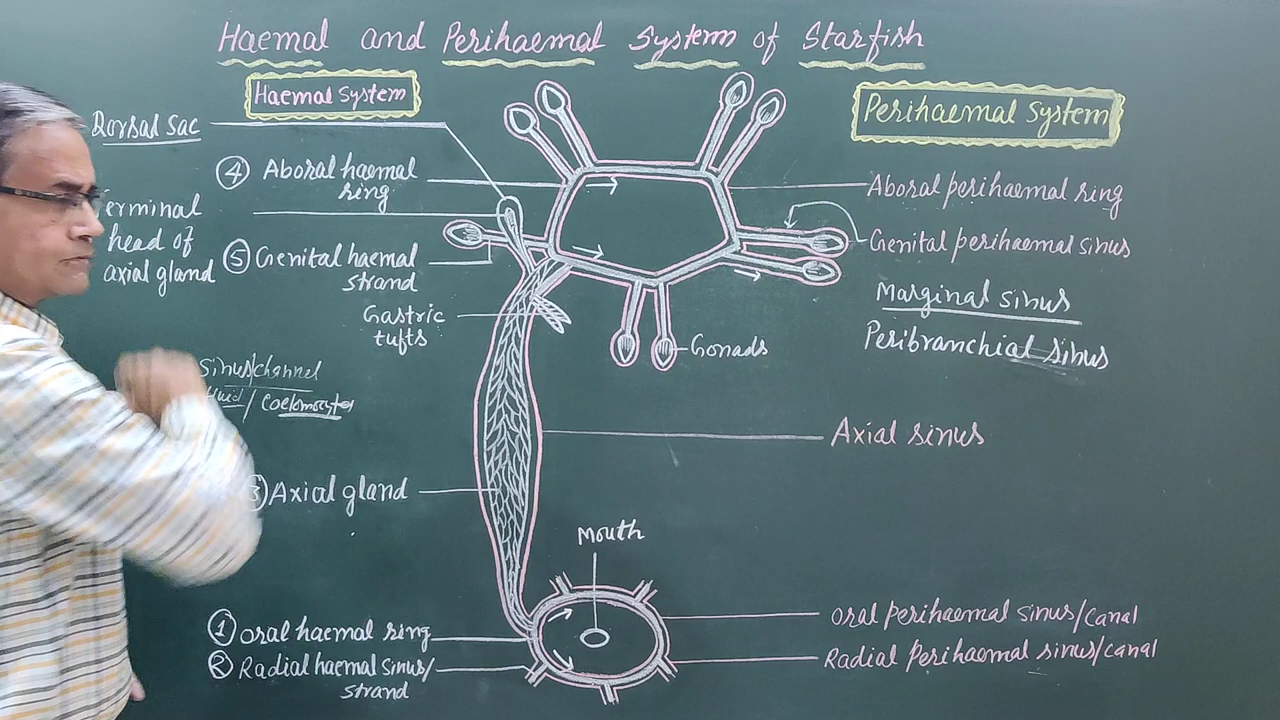 Haemal and Perihaemal System of Starfish
Haemal System
Dorsal Sac
④ Aboral haemal
ring
erminal
head of
axial gland
⑤ Genital haemal
strand
Gastric
tufts
Sinus/channel
fluid / Coelomocytes
③ Axial gland
Mouth
① Oral haemal ring
② Radial haemal sinus/
strand
Perihaemal System
Aboral perihaemal ring
Genital perihaemal sinus
Marginal sinus
Peribranchial sinus
Gonads
Axial sinus
Oral perihaemal sinus/canal
Radial perihaemal sinus/canal